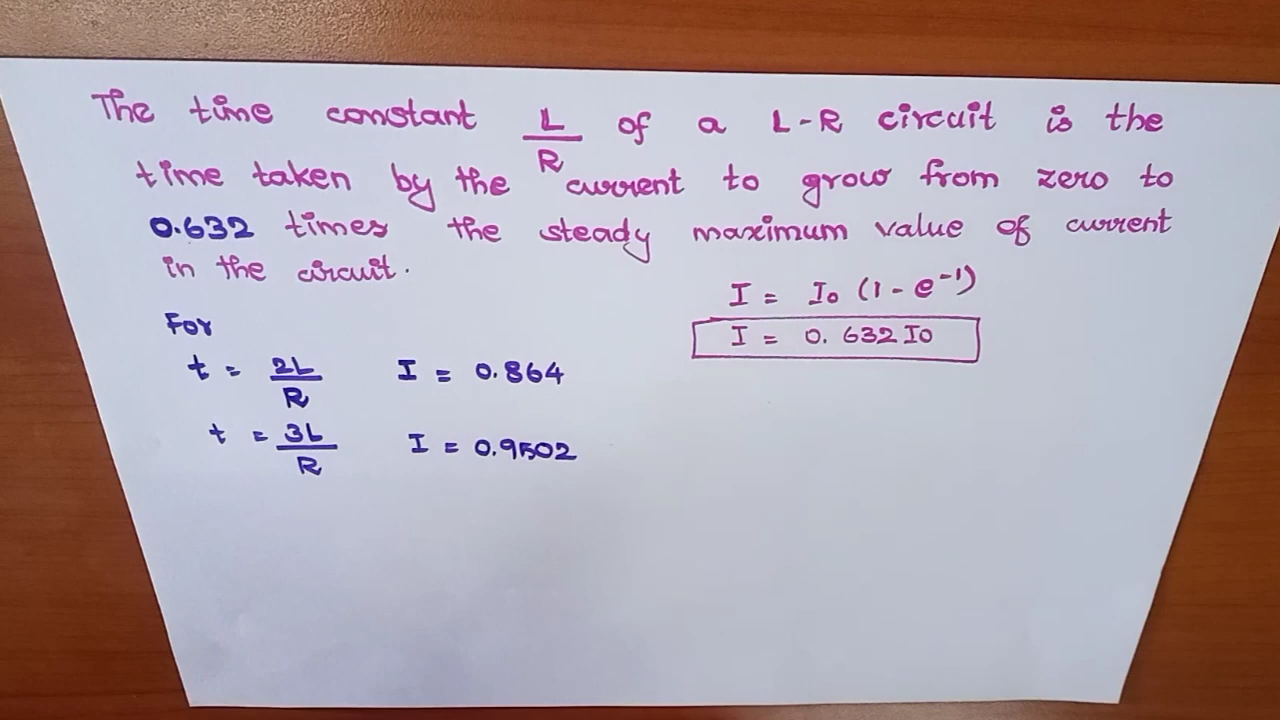 The time constant L/R of a L-R circuit is the
time taken by the current to grow from zero to
0.632 times the steady maximum value of current
in the circuit.
I = I₀ (1 - e⁻¹)
I = 0.632 I₀
For
t = 2L/R I = 0.864
t = 3L/R I = 0.9502